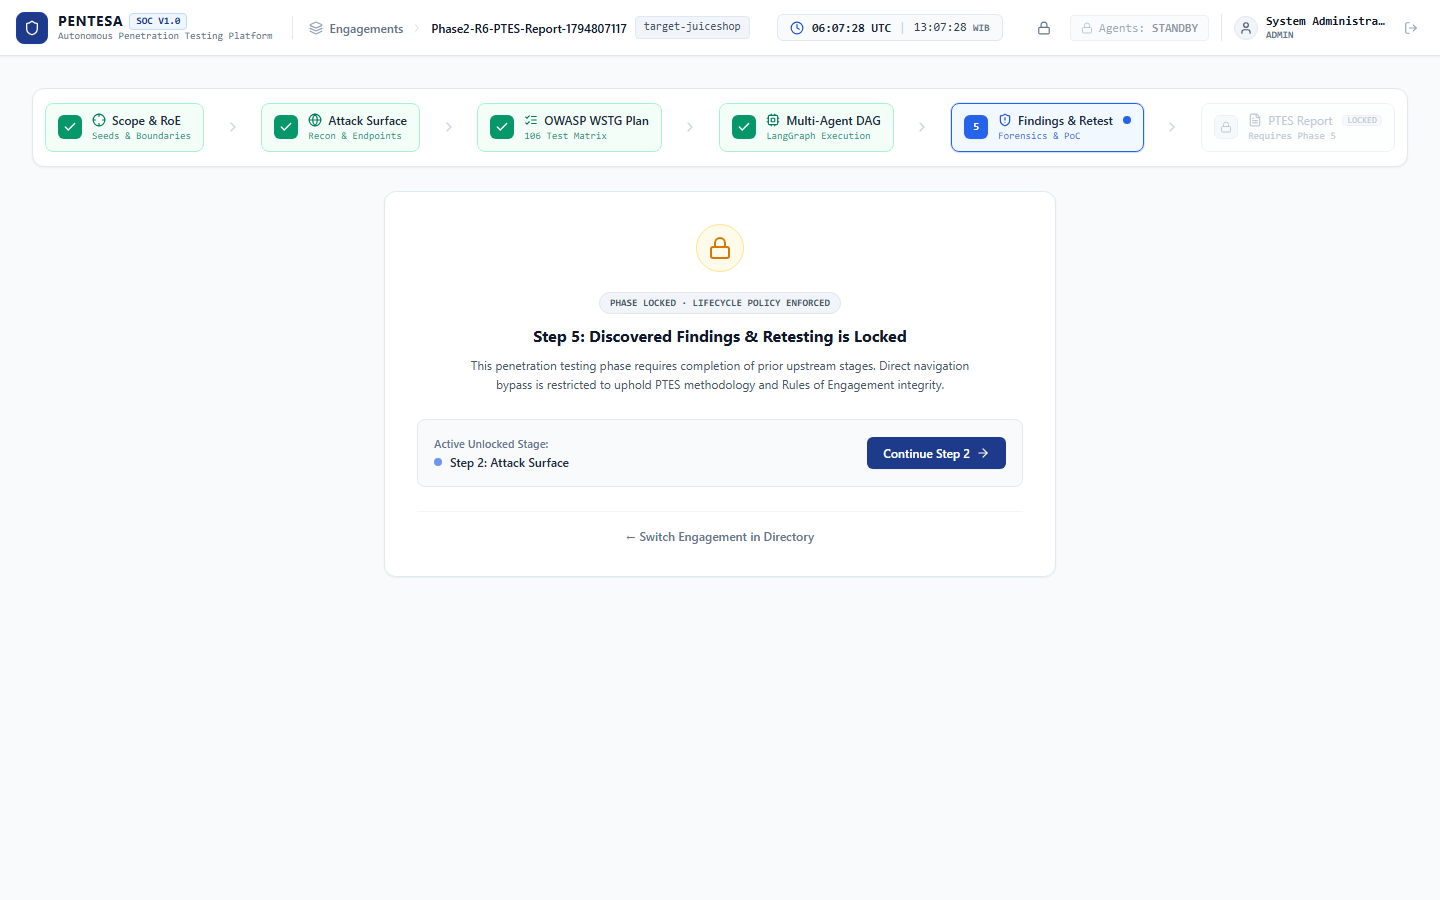 PENTESA SOC V1.0
Autonomous Penetration Testing Platform
Engagements
Phase2-R6-PTES-Report-1794807117
target-juiceshop
06:07:28 UTC | 13:07:28 WIB
Agents: STANDBY
System Administra…
ADMIN
Scope & RoE
Seeds & Boundaries
Attack Surface
Recon & Endpoints
OWASP WSTG Plan
106 Test Matrix
Multi-Agent DAG
LangGraph Execution
5
Findings & Retest
Forensics & PoC
PTES Report LOCKED
Requires Phase 5
PHASE LOCKED · LIFECYCLE POLICY ENFORCED
Step 5: Discovered Findings & Retesting is Locked
This penetration testing phase requires completion of prior upstream stages. Direct navigation
bypass is restricted to uphold PTES methodology and Rules of Engagement integrity.
Active Unlocked Stage:
Step 2: Attack Surface
Continue Step 2 →
← Switch Engagement in Directory